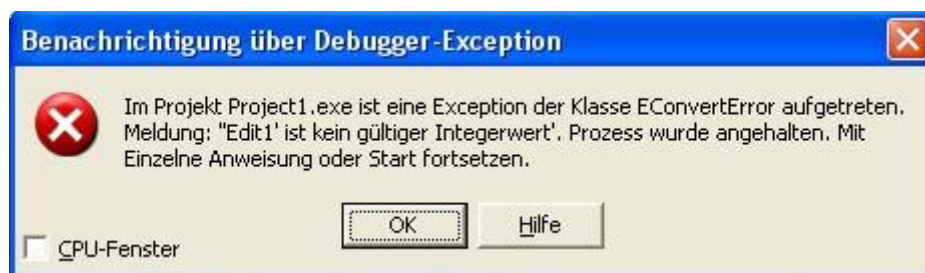 Benachrichtigung über Debugger-Exception
Im Projekt Project1.exe ist eine Exception der Klasse EConvertError aufgetreten.
Meldung: "Edit1' ist kein gültiger Integerwert'. Prozess wurde angehalten. Mit
Einzelne Anweisung oder Start fortsetzen.
OK
Hilfe
CPU-Fenster